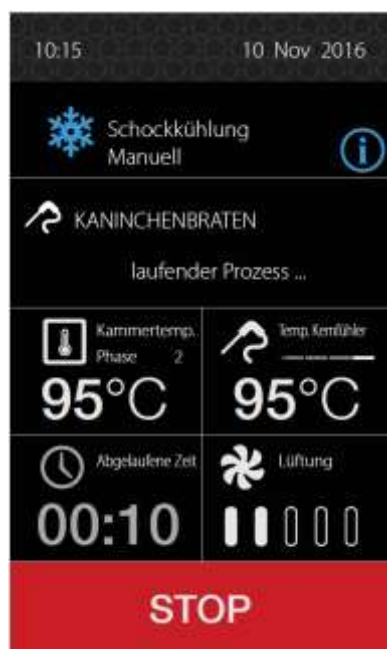 10:15 10 Nov 2016
Schockkühlung
Manuell
i
KANINCHENBRATEN
laufender Prozess ...
Kammertemp.
Phase 2
95°C
Temp. Kernfühler
95°C
Abgelaufene Zeit
00:10
Lüftung
STOP